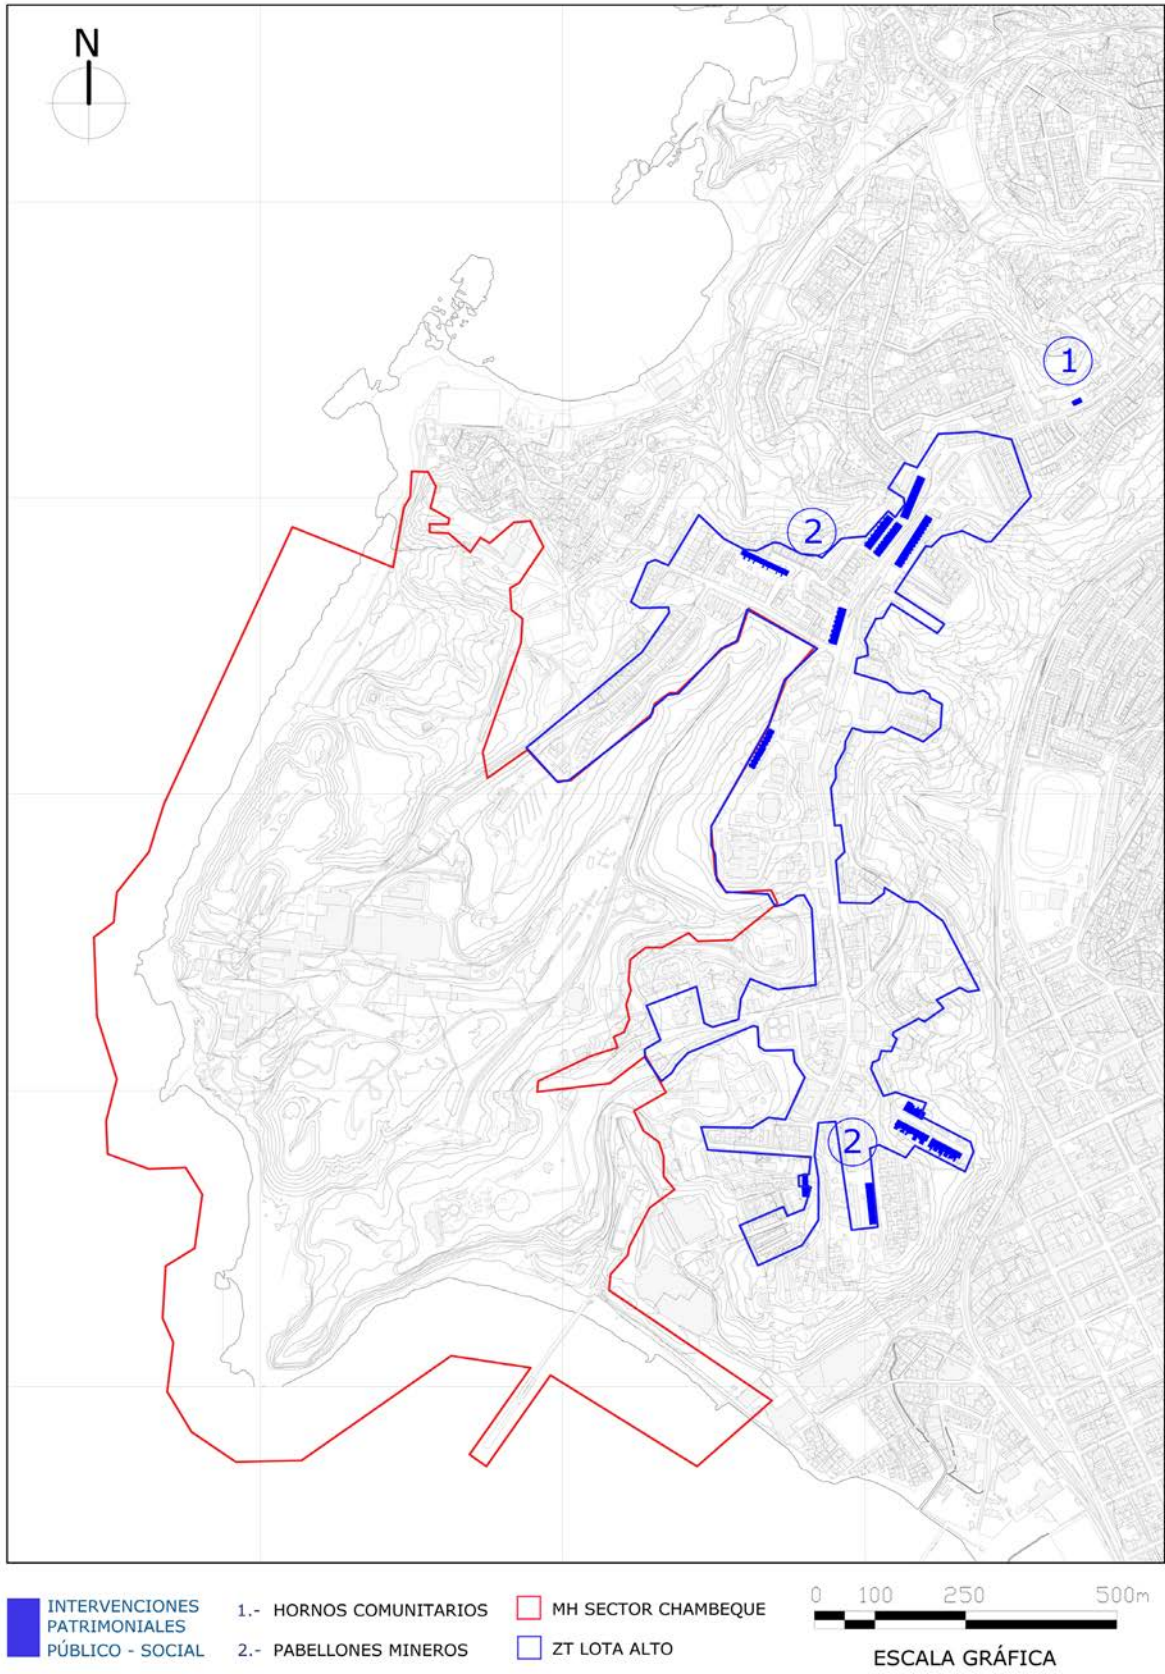 N
1
2
2
INTERVENCIONES
PATRIMONIALES
PÚBLICO - SOCIAL
1.- HORNOS COMUNITARIOS
2.- PABELLONES MINEROS
MH SECTOR CHAMBEQUE
ZT LOTA ALTO
0 100 250 500m
ESCALA GRÁFICA